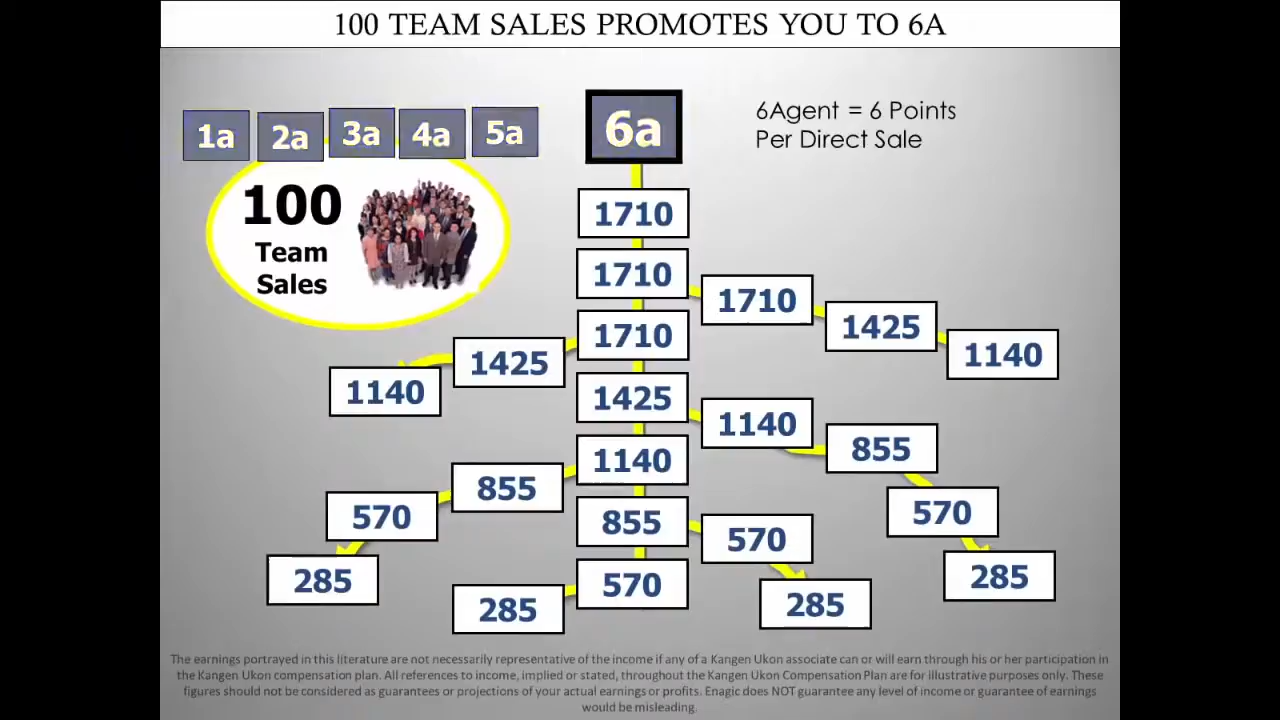 100 TEAM SALES PROMOTES YOU TO 6A
1a 2a 3a 4a 5a
6a
6Agent = 6 Points
Per Direct Sale
100
Team
Sales
1710
1710
1710
1425
1140
1710
1425
1140
1425
1140
855
1140
855
570
570
285
855
570
285
285
570
285
The earnings portrayed in this literature are not necessarily representative of the income if any of a Kangen Ukon associate can or will earn through his or her participation in
the Kangen Ukon compensation plan. All references to income, implied or stated, throughout the Kangen Ukon Compensation Plan are for illustrative purposes only. These
figures should not be considered as guarantees or projections of your actual earnings or profits. Enagic does NOT guarantee any level of income or guarantee of earnings
would be misleading.